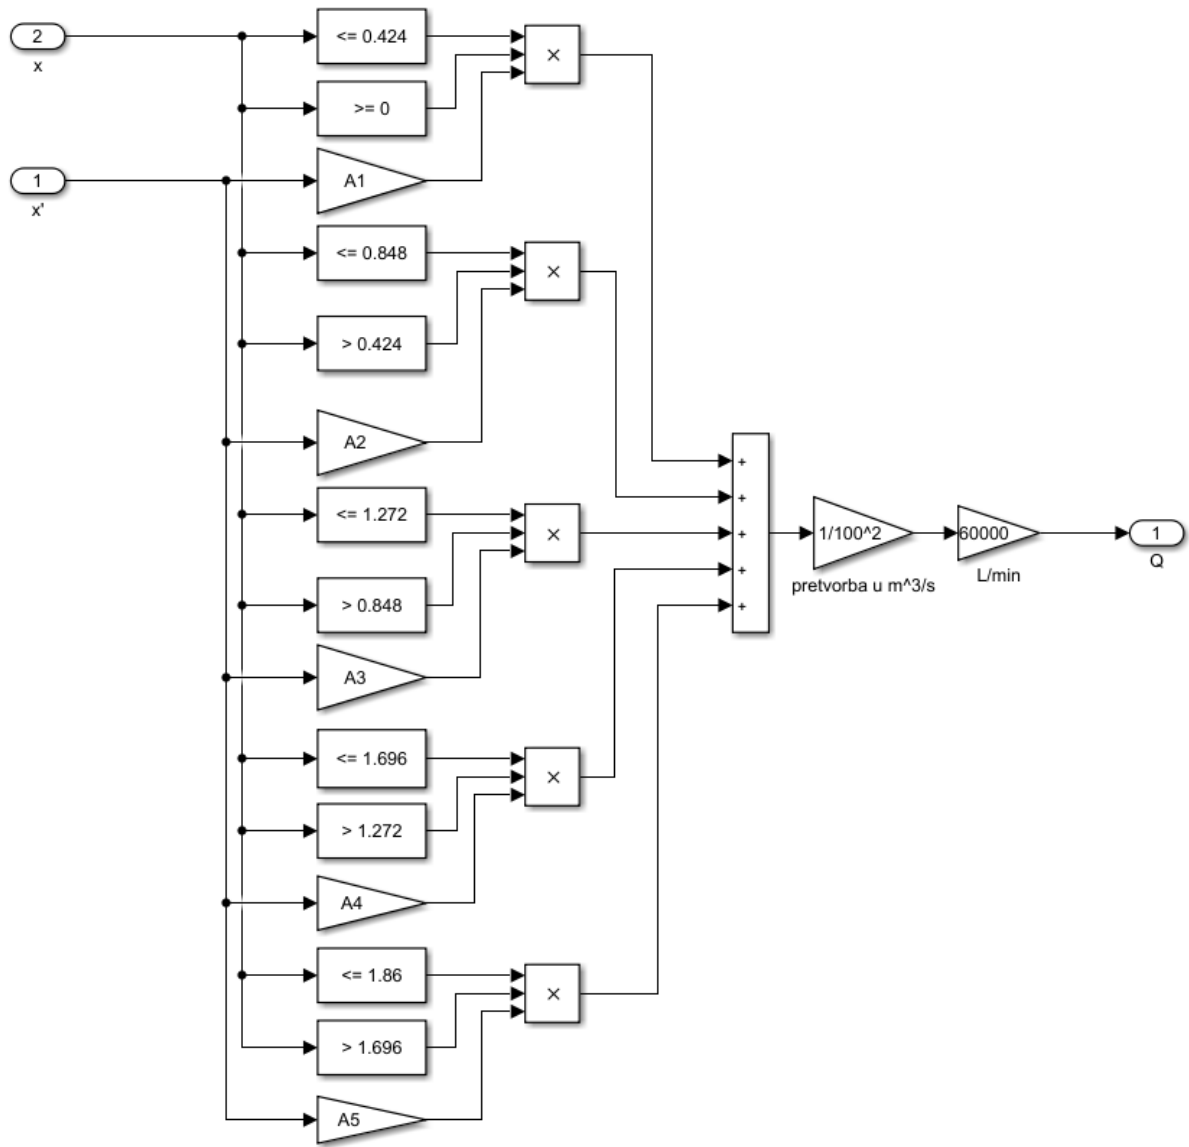 2
x
<= 0.424
×
>= 0
1
x'
A1
<= 0.848
×
> 0.424
A2
<= 1.272
×
> 0.848
A3
<= 1.696
×
> 1.272
A4
<= 1.86
×
> 1.696
A5
+
+
+
+
+
1/100^2
pretvorba u m^3/s
60000
L/min
1
Q